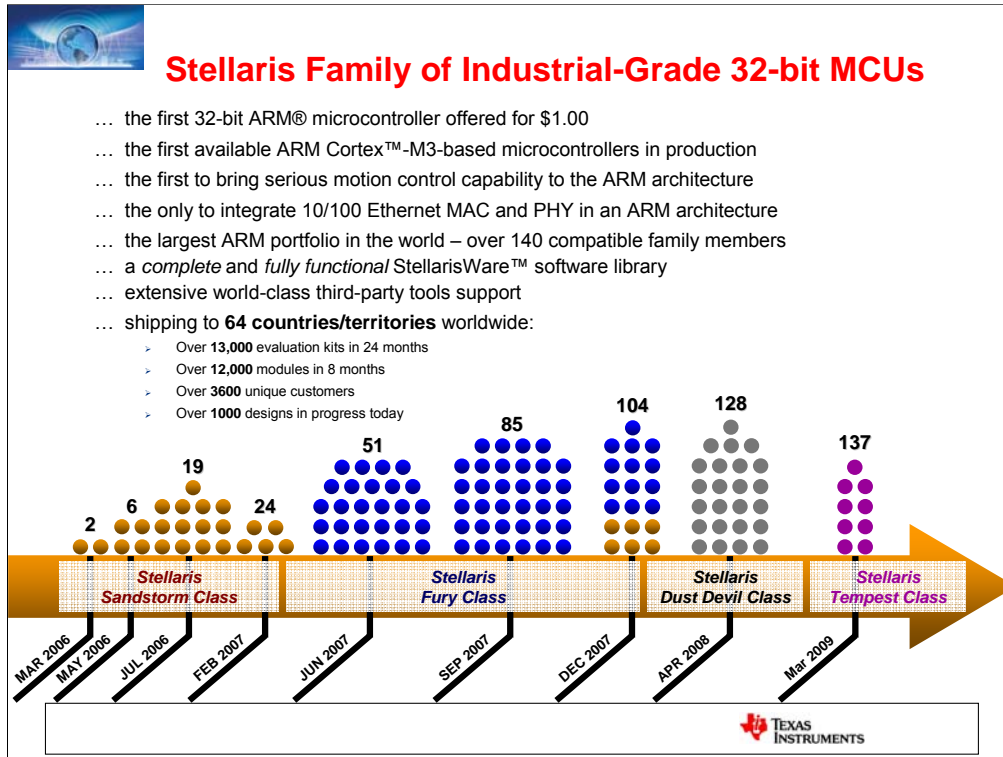 Stellaris Family of Industrial-Grade 32-bit MCUs
… the first 32-bit ARM® microcontroller offered for $1.00
… the first available ARM Cortex™-M3-based microcontrollers in production
… the first to bring serious motion control capability to the ARM architecture
… the only to integrate 10/100 Ethernet MAC and PHY in an ARM architecture
… the largest ARM portfolio in the world – over 140 compatible family members
… a complete and fully functional StellarisWare™ software library
… extensive world-class third-party tools support
… shipping to 64 countries/territories worldwide:
➢ Over 13,000 evaluation kits in 24 months
➢ Over 12,000 modules in 8 months
➢ Over 3600 unique customers
➢ Over 1000 designs in progress today
2
6
19
24
51
85
104
128
137
Stellaris
Sandstorm Class
Stellaris
Fury Class
Stellaris
Dust Devil Class
Stellaris
Tempest Class
MAR 2006
MAY 2006
JUL 2006
FEB 2007
JUN 2007
SEP 2007
DEC 2007
APR 2008
Mar 2009
TEXAS
INSTRUMENTS